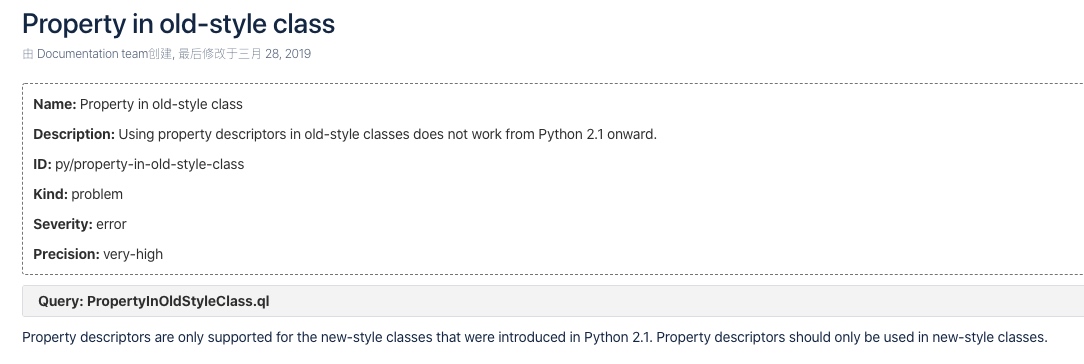 Property in old-style class
由 Documentation team创建, 最后修改于三月 28, 2019
Name: Property in old-style class
Description: Using property descriptors in old-style classes does not work from Python 2.1 onward.
ID: py/property-in-old-style-class
Kind: problem
Severity: error
Precision: very-high
Query: PropertyInOldStyleClass.ql
Property descriptors are only supported for the new-style classes that were introduced in Python 2.1. Property descriptors should only be used in new-style classes.